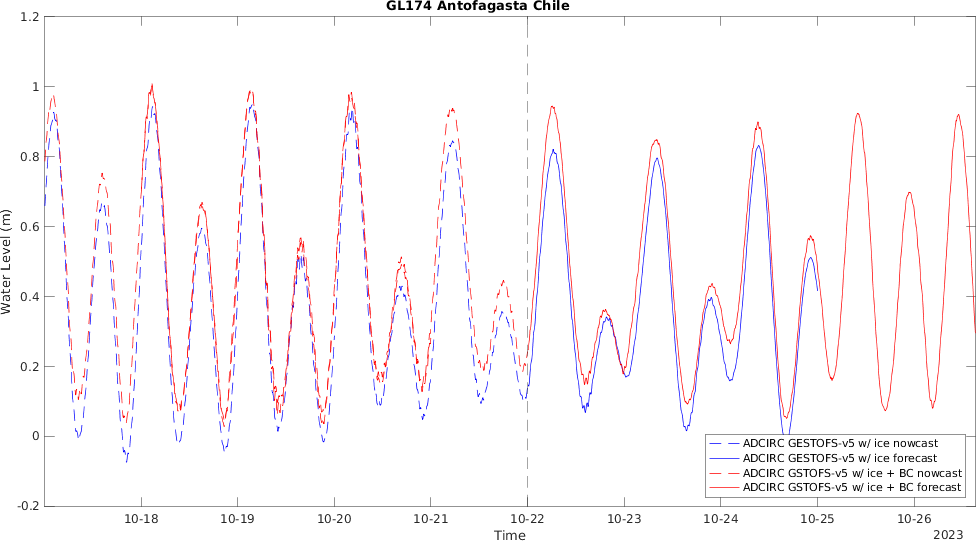 GL174 Antofagasta Chile
1.2
1
0.8
0.6
0.4
0.2
0
-0.2
Water Level (m)
ADCIRC GESTOFS-v5 w/ ice nowcast
ADCIRC GESTOFS-v5 w/ ice forecast
ADCIRC GSTOFS-v5 w/ ice + BC nowcast
ADCIRC GSTOFS-v5 w/ ice + BC forecast
10-18 10-19 10-20 10-21 10-22 10-23 10-24 10-25 10-26
Time
2023